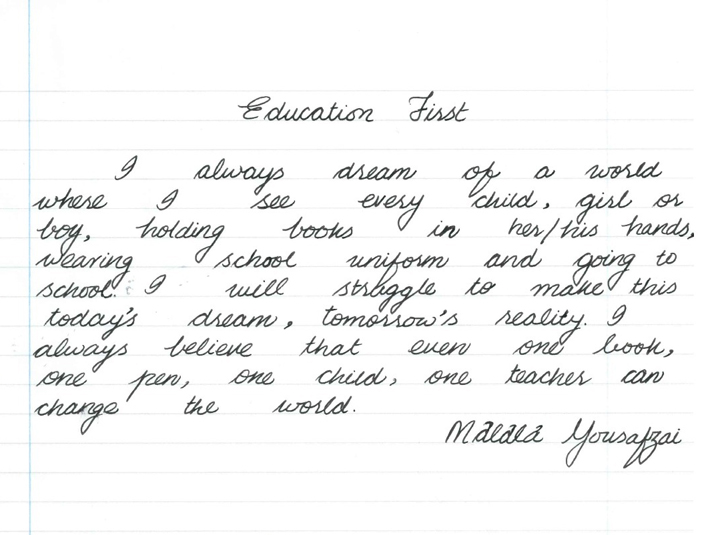 Education First
I always dream of a world
where I see every child, girl or
boy, holding books in her/his hands,
wearing school uniform and going to
school. I will struggle to make this
today's dream, tomorrow's reality. I
always believe that even one book,
one pen, one child, one teacher can
change the world.
Malala Yousafzai